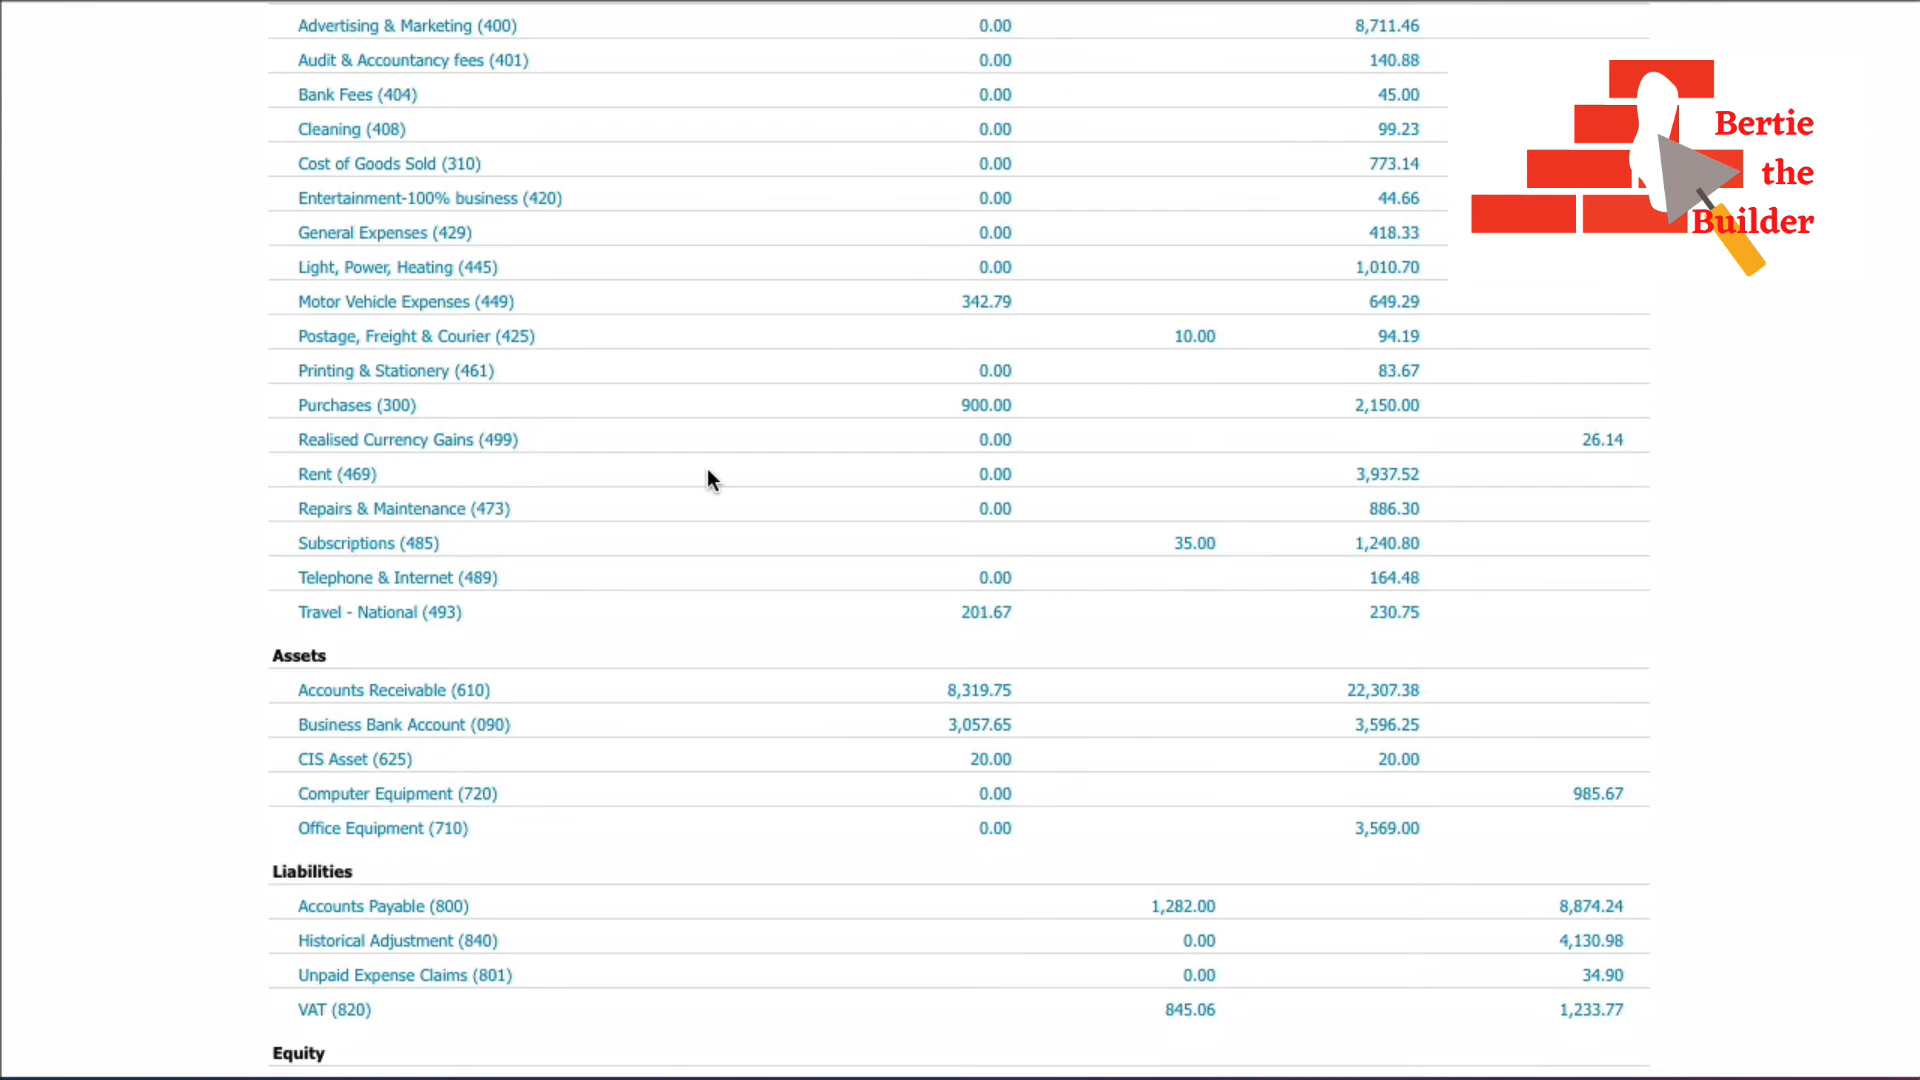 Advertising & Marketing (400) 0.00 8,711.46
Audit & Accountancy fees (401) 0.00 140.88
Bank Fees (404) 0.00 45.00
Cleaning (408) 0.00 99.23
Cost of Goods Sold (310) 0.00 773.14
Entertainment-100% business (420) 0.00 44.66
General Expenses (429) 0.00 418.33
Light, Power, Heating (445) 0.00 1,010.70
Motor Vehicle Expenses (449) 342.79 649.29
Postage, Freight & Courier (425) 10.00 94.19
Printing & Stationery (461) 0.00 83.67
Purchases (300) 900.00 2,150.00
Realised Currency Gains (499) 0.00 26.14
Rent (469) 0.00 3,937.52
Repairs & Maintenance (473) 0.00 886.30
Subscriptions (485) 35.00 1,240.80
Telephone & Internet (489) 0.00 164.48
Travel - National (493) 201.67 230.75
Assets
Accounts Receivable (610) 8,319.75 22,307.38
Business Bank Account (090) 3,057.65 3,596.25
CIS Asset (625) 20.00 20.00
Computer Equipment (720) 0.00 985.67
Office Equipment (710) 0.00 3,569.00
Liabilities
Accounts Payable (800) 1,282.00 8,874.24
Historical Adjustment (840) 0.00 4,130.98
Unpaid Expense Claims (801) 0.00 34.90
VAT (820) 845.06 1,233.77
Equity
Bertie
the
Builder